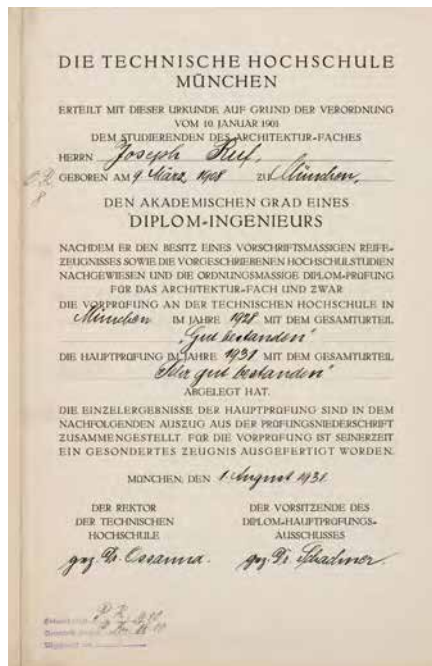 DIE TECHNISCHE HOCHSCHULE
MÜNCHEN
ERTEILT MIT DIESER URKUNDE AUF GRUND DER VERORDNUNG
VOM 10. JANUAR 1901
DEM STUDIERENDEN DES ARCHITEKTUR-FACHES
HERRN Joseph Ruf,
GEBOREN AM 9. März 1908 ZU München,
DEN AKADEMISCHEN GRAD EINES
DIPLOM-INGENIEURS
NACHDEM ER DEN BESITZ EINES VORSCHRIFTSMÄSSIGEN REIFE-
ZEUGNISSES SOWIE DIE VORGESCHRIEBENEN HOCHSCHULSTUDIEN
NACHGEWIESEN UND DIE ORDNUNGSMÄSSIGE DIPLOM-PRÜFUNG
FÜR DAS ARCHITEKTUR-FACH UND ZWAR
DIE VORPRÜFUNG AN DER TECHNISCHEN HOCHSCHULE IN
München IM JAHRE 1928 MIT DEM GESAMTURTEIL
„Gut bestanden"
DIE HAUPTPRÜFUNG IM JAHRE 1931 MIT DEM GESAMTURTEIL
„Sehr gut bestanden"
ABGELEGT HAT.
DIE EINZELERGEBNISSE DER HAUPTPRÜFUNG SIND IN DEM
NACHFOLGENDEN AUSZUG AUS DER PRÜFUNGSNIEDERSCHRIFT
ZUSAMMENGESTELLT. FÜR DIE VORPRÜFUNG IST SEINERZEIT
EIN GESONDERTES ZEUGNIS AUSGEFERTIGT WORDEN.
MÜNCHEN, DEN 1. August 1931.
DER REKTOR
DER TECHNISCHEN
HOCHSCHULE
gez. Dr. Ossanna.
DER VORSITZENDE DES
DIPLOM-HAUPTPRÜFUNGS-
AUSSCHUSSES
gez. Dr. Schachner.